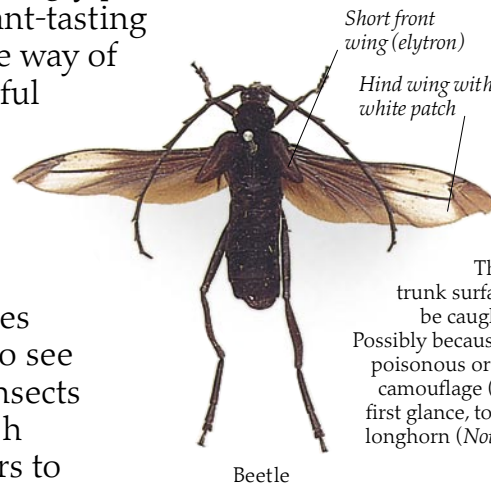 ant-tasting
e way of
ful
Short front
wing (elytron)
Hind wing with
white patch
es
o see
nsects
h
rs to
Th
trunk surfa
be caugh
Possibly becaus
poisonous or
camouflage (
first glance, to
longhorn (No
Beetle